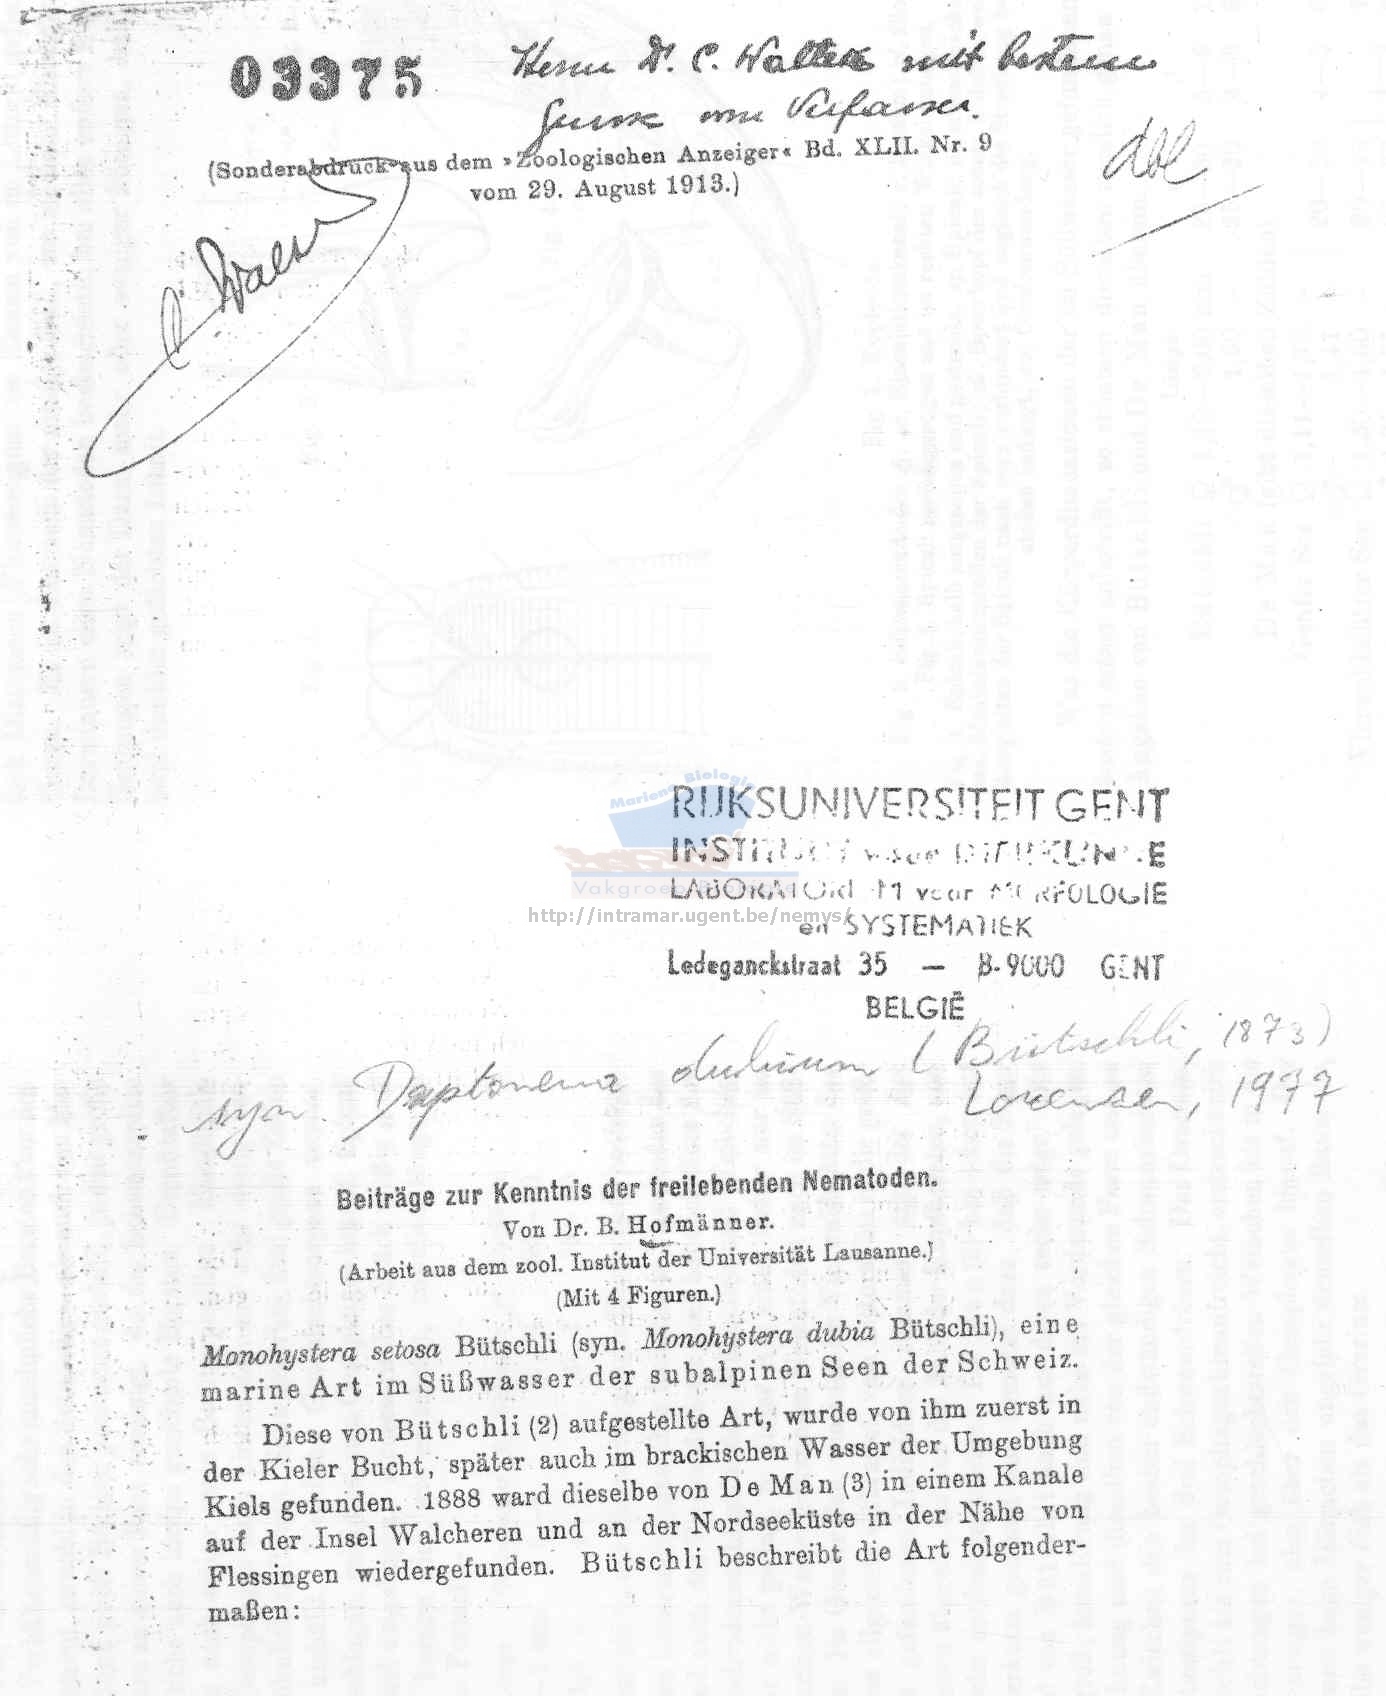 03375
Herrn Dr. C. Walter mit bestem
Gruss vom Verfasser.
(Sonderabdruck aus dem »Zoologischen Anzeiger« Bd. XLII. Nr. 9
vom 29. August 1913.)
dbl
C. Walter
Mariene Biologie
RIJKSUNIVERSITEIT GENT
INSTITUUT voor DIERKUNDE
Vakgroep
LABORATORIUM voor MORFOLOGIE
http://intramar.ugent.be/nemys/
en SYSTEMATIEK
Ledeganckstraat 35 — B-9000 GENT
BELGIË
syn. Daptonema dubium (Bütschli, 1873)
Lorenzen, 1977
Beiträge zur Kenntnis der freilebenden Nematoden.
Von Dr. B. Hofmänner.
(Arbeit aus dem zool. Institut der Universität Lausanne.)
(Mit 4 Figuren.)
Monohystera setosa Bütschli (syn. Monohystera dubia Bütschli), eine
marine Art im Süßwasser der subalpinen Seen der Schweiz.
Diese von Bütschli (2) aufgestellte Art, wurde von ihm zuerst in
der Kieler Bucht, später auch im brackischen Wasser der Umgebung
Kiels gefunden. 1888 ward dieselbe von De Man (3) in einem Kanale
auf der Insel Walcheren und an der Nordseeküste in der Nähe von
Flessingen wiedergefunden. Bütschli beschreibt die Art folgender-
maßen: